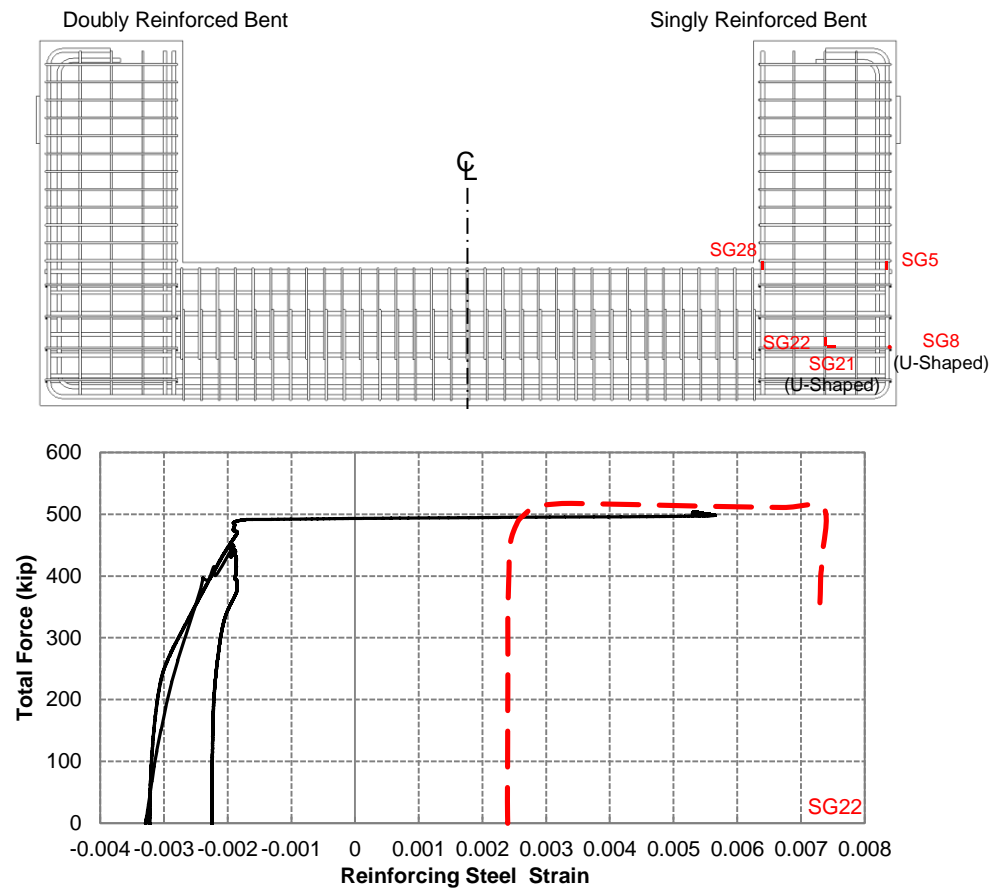 Doubly Reinforced Bent
Singly Reinforced Bent
℄
SG28
SG5
SG22
SG8
SG21
(U-Shaped)
(U-Shaped)
600
500
400
300
200
100
0
Total Force (kip)
-0.004 -0.003 -0.002 -0.001 0 0.001 0.002 0.003 0.004 0.005 0.006 0.007 0.008
Reinforcing Steel Strain
SG22